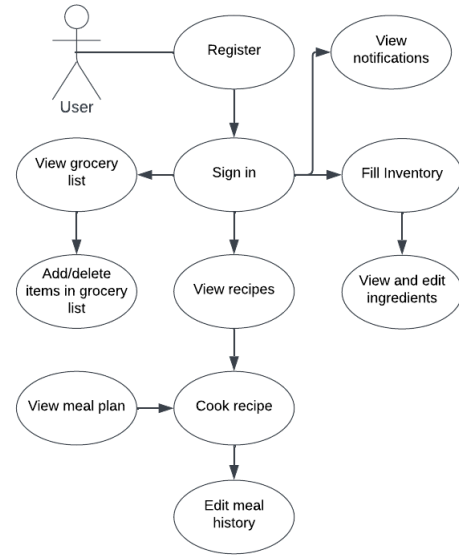 Register
View
notifications
User
View grocery
list
Sign in
Fill Inventory
Add/delete
items in grocery
list
View recipes
View and edit
ingredients
View meal plan
Cook recipe
Edit meal
history